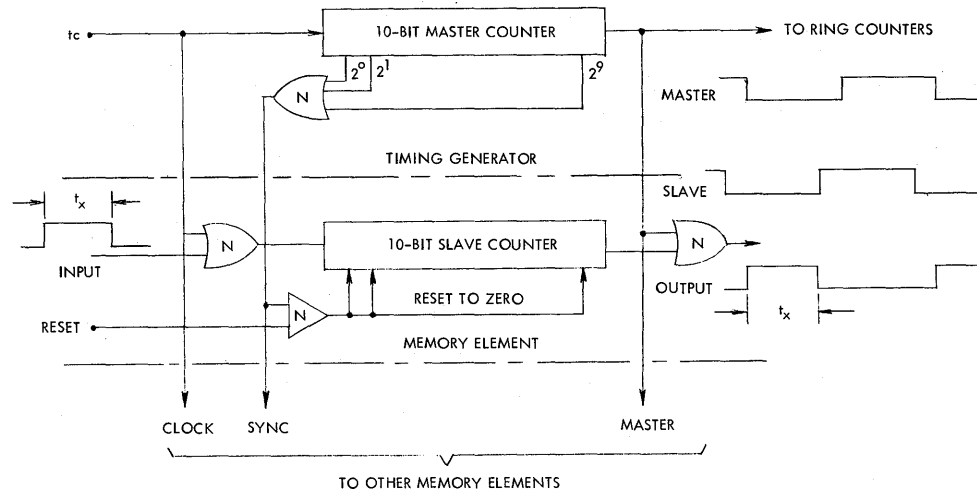 tc
10-BIT MASTER COUNTER
TO RING COUNTERS
2⁰ 2¹ 2⁹
N
MASTER
TIMING GENERATOR
SLAVE
tx
N
10-BIT SLAVE COUNTER
N
INPUT
OUTPUT
RESET TO ZERO
N
tx
RESET
MEMORY ELEMENT
CLOCK SYNC MASTER
TO OTHER MEMORY ELEMENTS